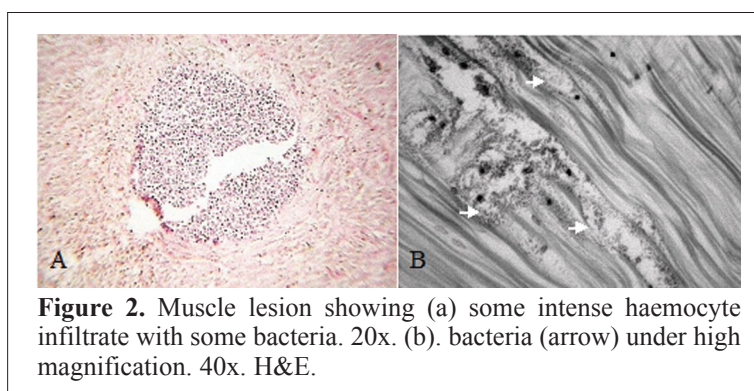 A
B
Figure 2. Muscle lesion showing (a) some intense haemocyte
infiltrate with some bacteria. 20x. (b). bacteria (arrow) under high
magnification. 40x. H&E.